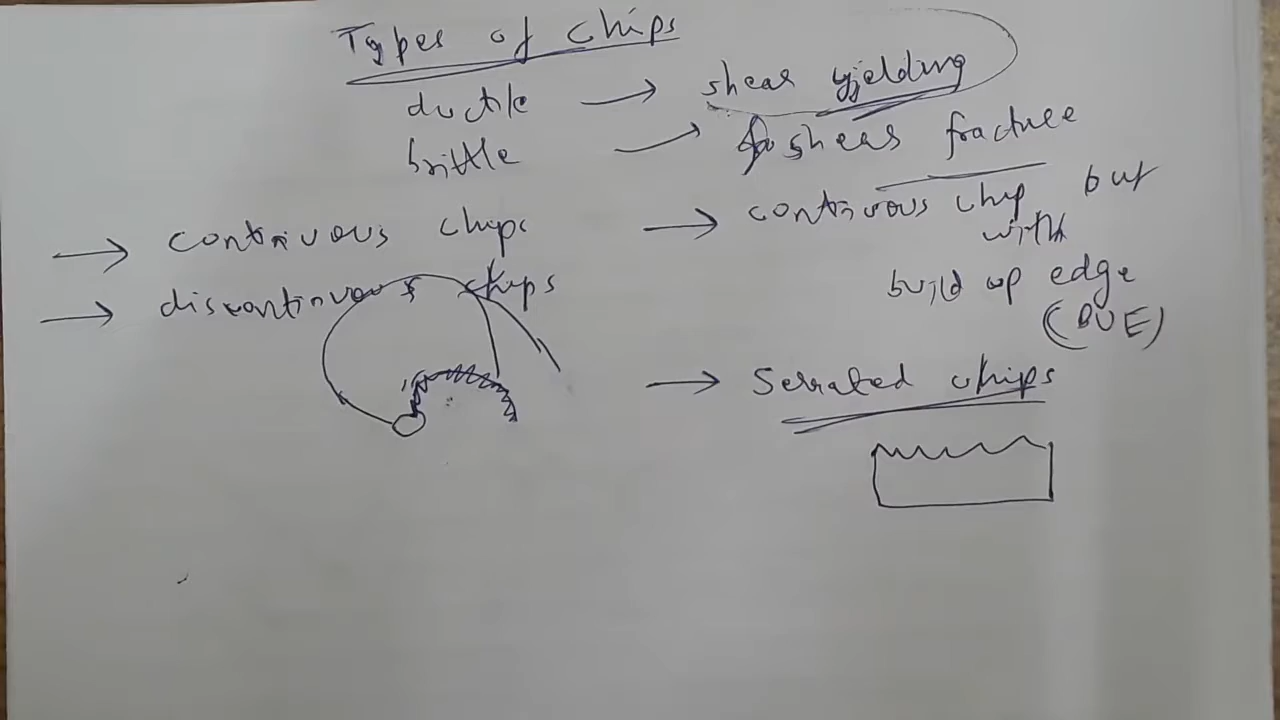 Types of chips
ductile → shear yielding
brittle → shear fracture
→ continuous chips
→ discontinuous chips
→ continuous chip but
with
build up edge
(BUE)
→ Serrated chips